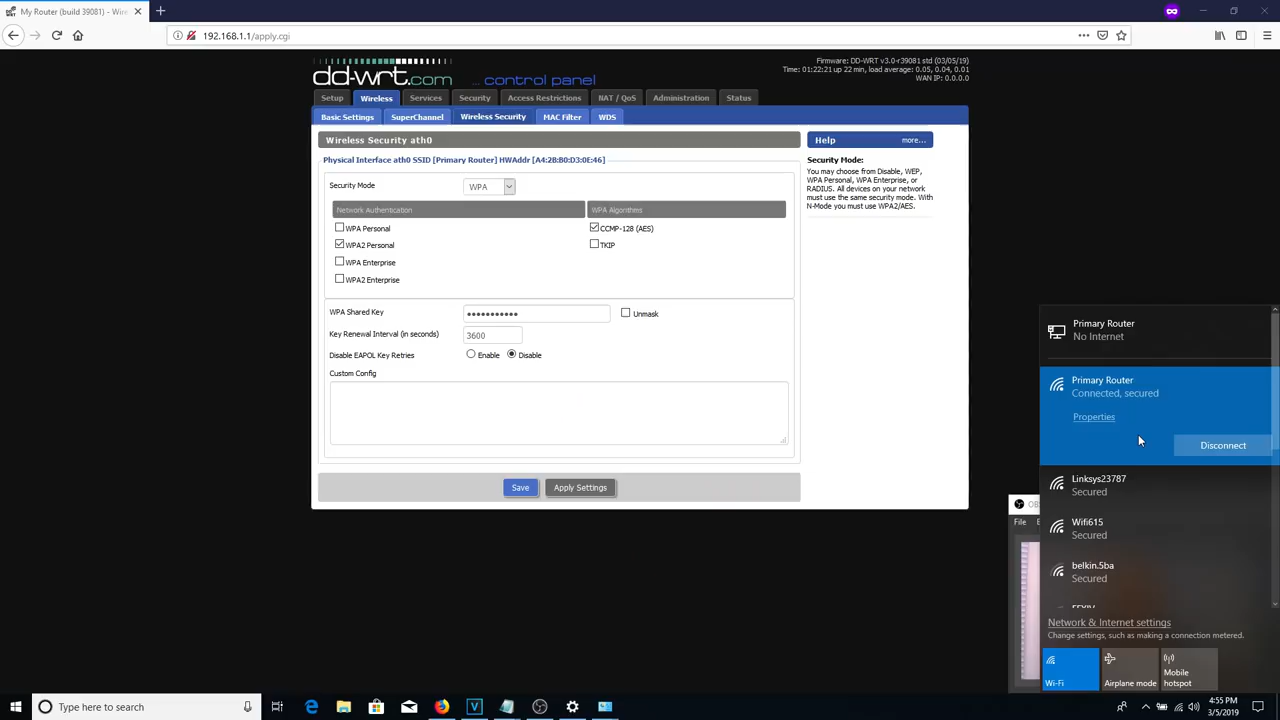 My Router (build 39081) - Wire
192.168.1.1/apply.cgi
dd-wrt.com ... control panel
Firmware: DD-WRT v3.0-r39081 std (03/05/19)
Time: 01:22:21 up 22 min, load average: 0.05, 0.04, 0.01
WAN IP: 0.0.0.0
Setup Wireless Services Security Access Restrictions NAT / QoS Administration Status
Basic Settings SuperChannel Wireless Security MAC Filter WDS
Wireless Security ath0
Help more...
Physical Interface ath0 SSID [Primary Router] HWAddr [A4:2B:B0:D3:0E:46]
Security Mode WPA
Network Authentication WPA Algorithms
WPA Personal CCMP-128 (AES)
WPA2 Personal TKIP
WPA Enterprise
WPA2 Enterprise
WPA Shared Key ●●●●●●●●●●● Unmask
Key Renewal Interval (in seconds) 3600
Disable EAPOL Key Retries Enable Disable
Custom Config
Save Apply Settings
Security Mode:
You may choose from Disable, WEP,
WPA Personal, WPA Enterprise, or
RADIUS. All devices on your network
must use the same security mode. With
N-Mode you must use WPA2/AES.
Primary Router
No Internet
Primary Router
Connected, secured
Properties
Disconnect
Linksys23787
Secured
Wifi615
Secured
belkin.5ba
Secured
Network & Internet settings
Change settings, such as making a connection metered.
Wi-Fi
Airplane mode
Mobile
hotspot
OBS
File
Type here to search
4:55 PM
3/5/2019